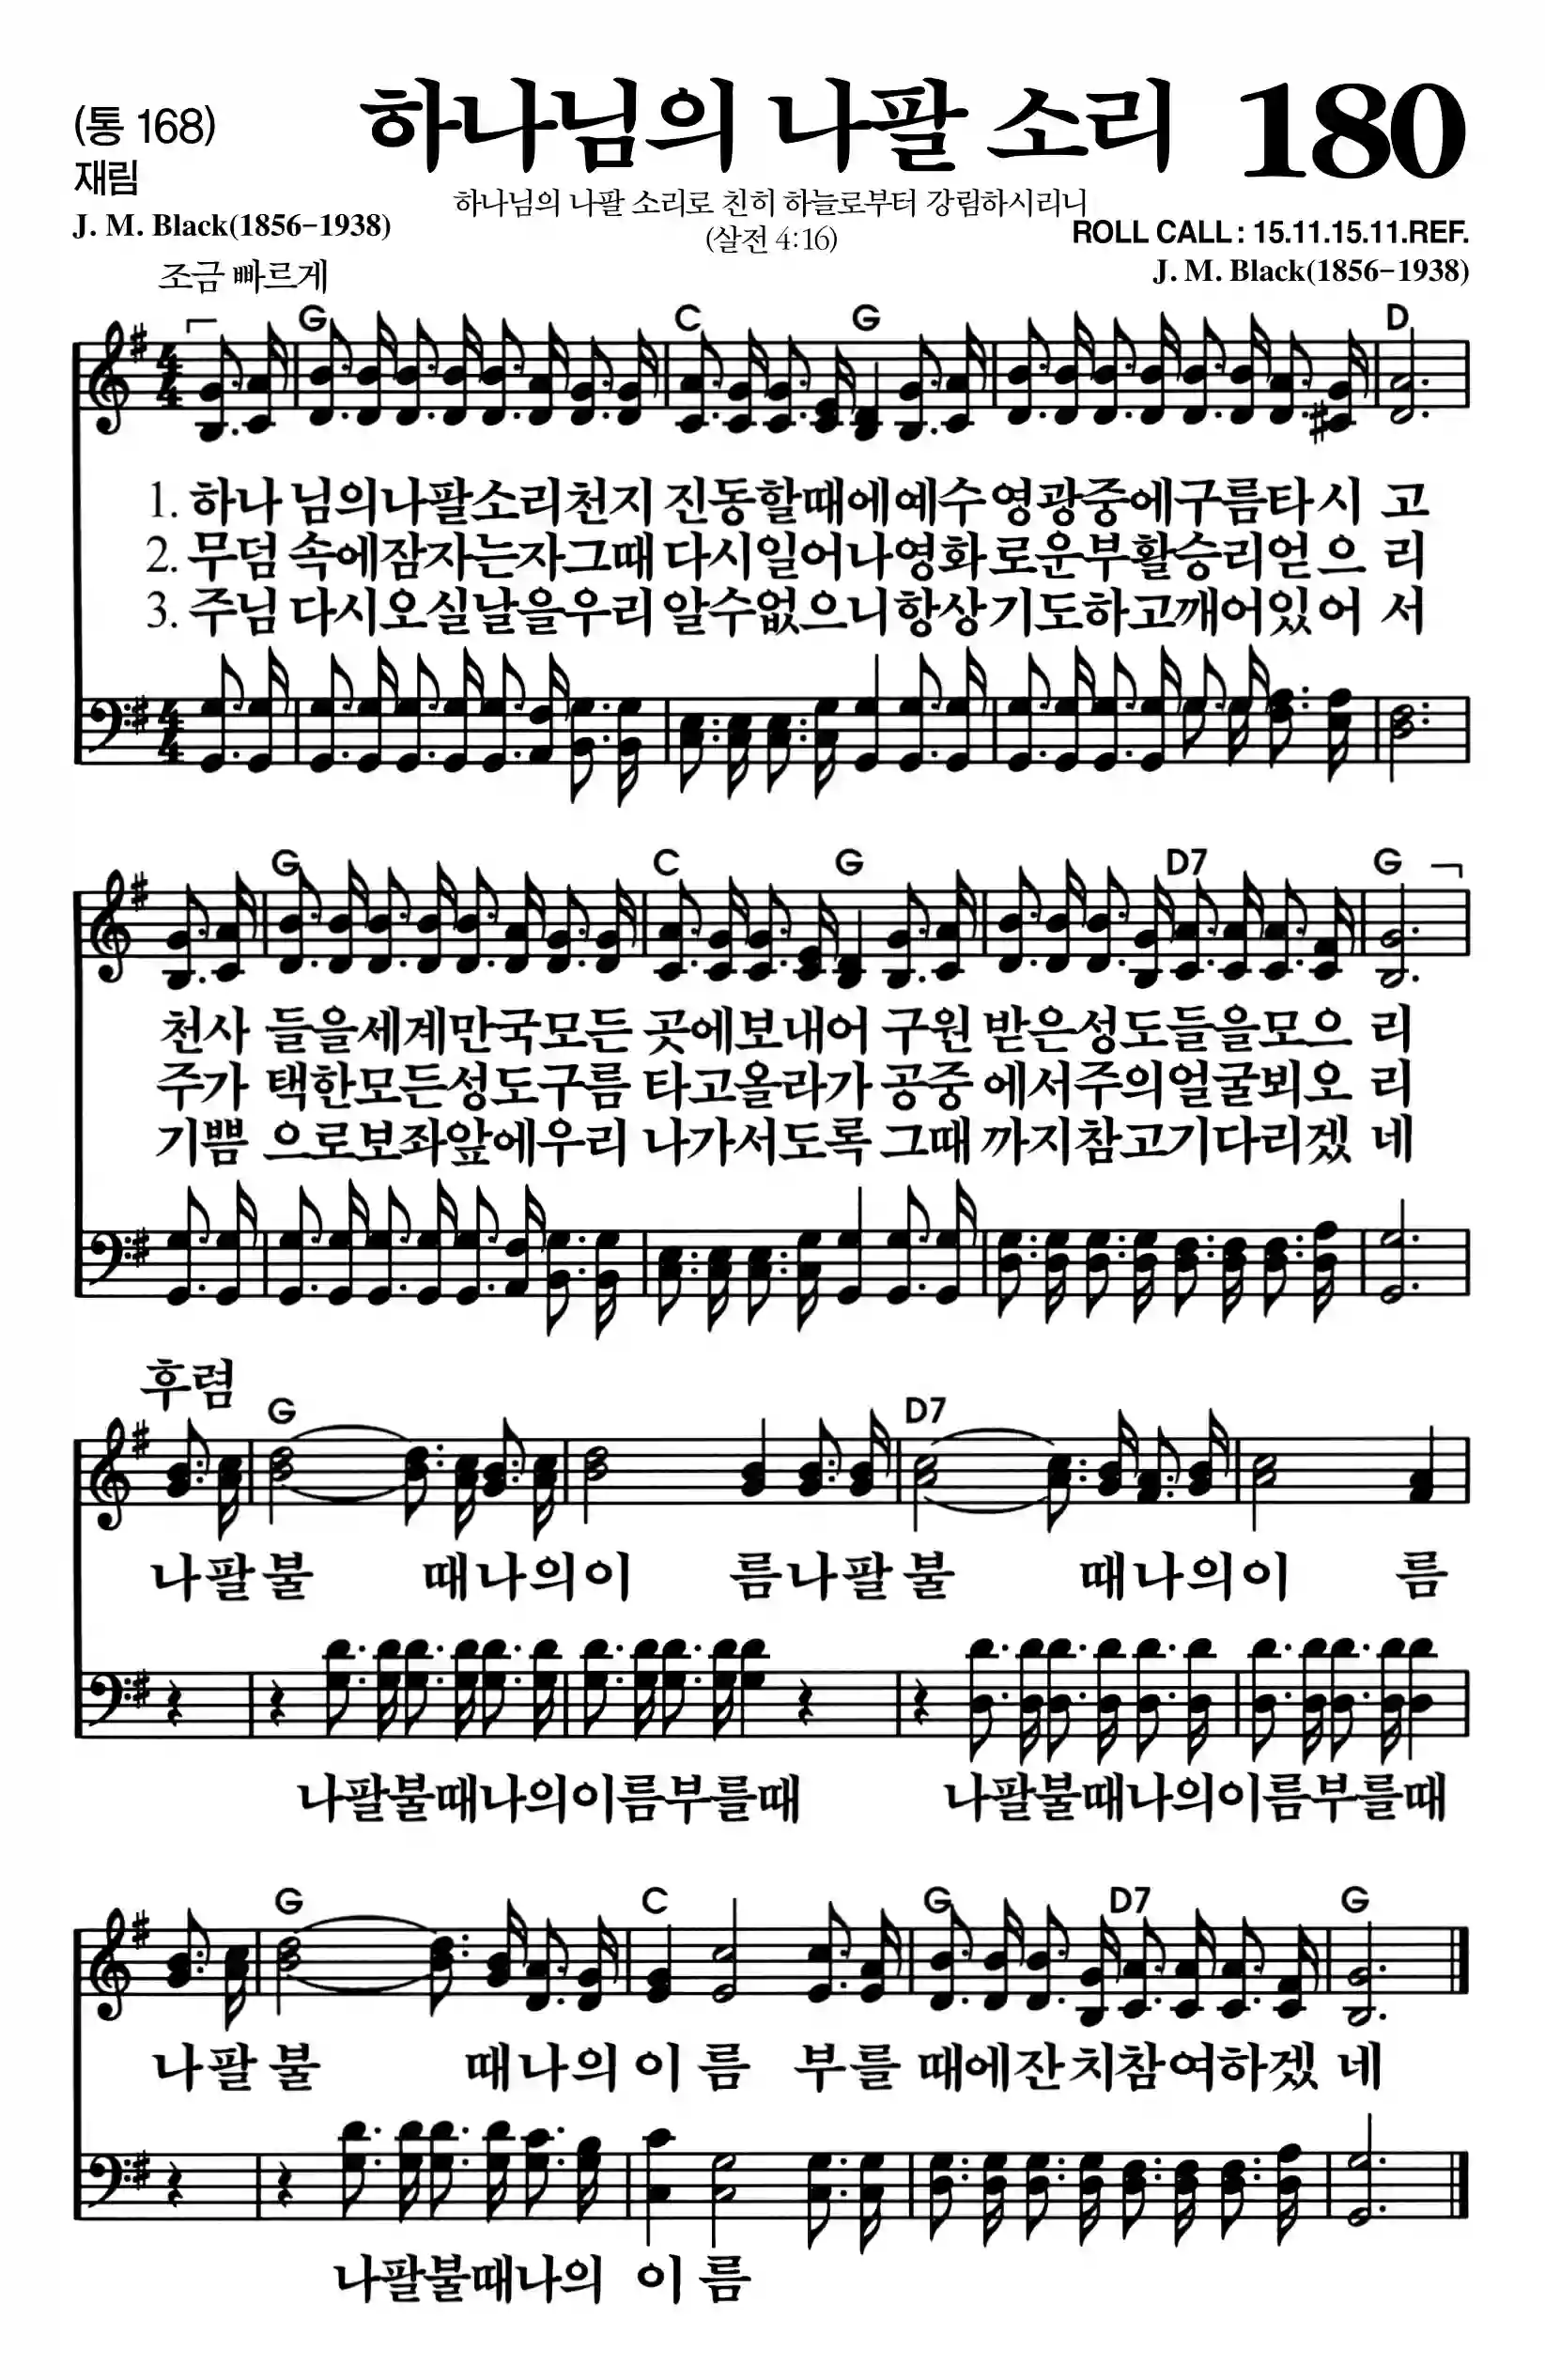 (통 168)
하나님의 나팔 소리 180
재림
하나님의 나팔 소리로 친히 하늘로부터 강림하시리니
(살전 4:16)
J. M. Black(1856-1938)
ROLL CALL : 15.11.15.11.REF.
J. M. Black(1856-1938)
조금 빠르게
G C G D
4 4
1. 하나 님의나팔소리천지 진동할때에예수영광중에구름타시 고
2. 무덤 속에잠자는자그때 다시일어나영화로운부활승리얻으 리
3. 주님 다시오실날을우리 알수없으니항상기도하고깨어있어 서
4 4
G C G D7 G
천사 들을세계만국모든 곳에보내어 구원 받은성도들을모으 리
주가 택한모든성도구름 타고올라가 공중 에서주의얼굴뵈오 리
기쁨 으로보좌앞에우리 나가서도록 그때 까지참고기다리겠 네
후렴
G D7
나팔 불 때나의이 름나팔 불 때나의이 름
나팔불때나의이름부를때 나팔불때나의이름부를때
G C G D7 G
나팔 불 때나의 이 름 부를 때에잔치참여하겠 네
나팔불때나의 이 름